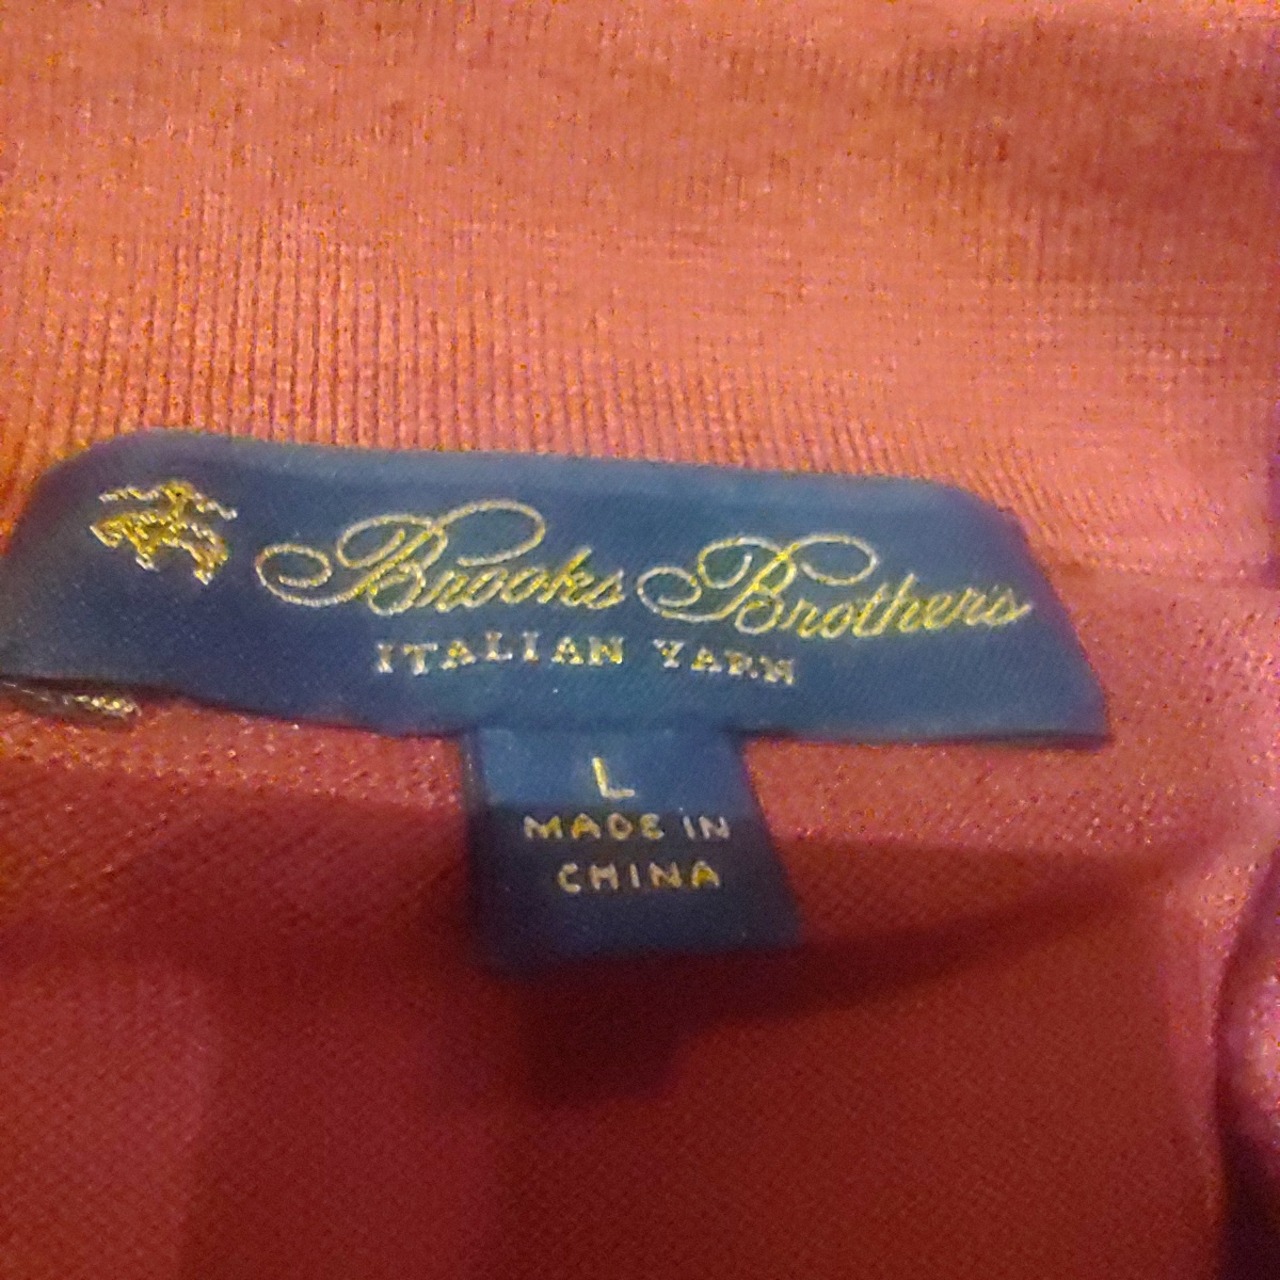 Brooks Brothers
ITALIAN YARN
L
MADE IN
CHINA